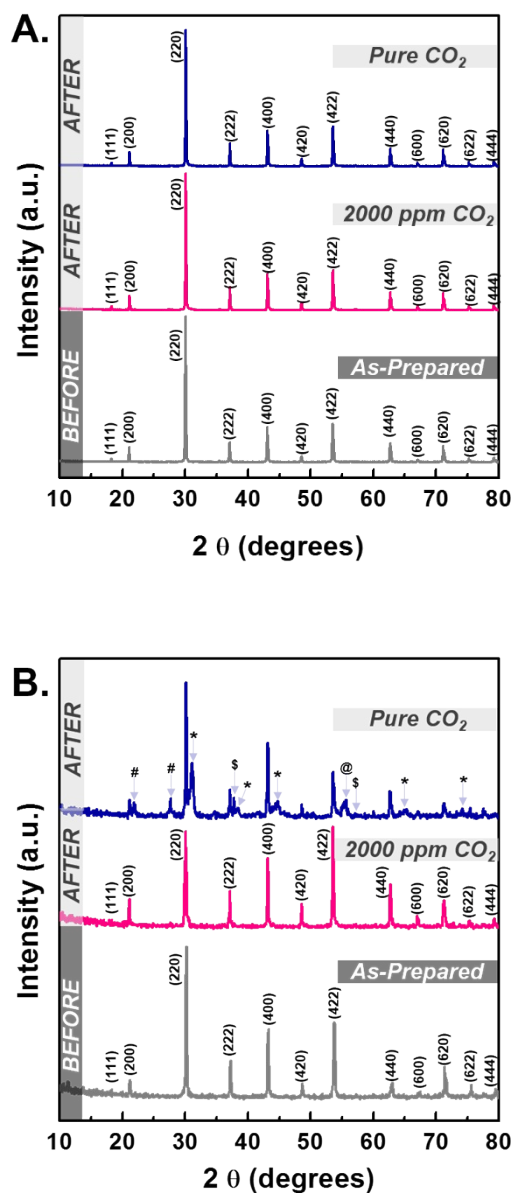 A.
AFTER
Pure CO2
(111)
(200)
(220)
(222)
(400)
(420)
(422)
(440)
(600)
(620)
(622)
(444)
AFTER
2000 ppm CO2
(111)
(200)
(220)
(222)
(400)
(420)
(422)
(440)
(600)
(620)
(622)
(444)
BEFORE
As-Prepared
(111)
(200)
(220)
(222)
(400)
(420)
(422)
(440)
(600)
(620)
(622)
(444)
Intensity (a.u.)
10 20 30 40 50 60 70 80
2 θ (degrees)
B.
AFTER
Pure CO2
# # * $ * * @ $ * *
AFTER
2000 ppm CO2
(111)
(200)
(220)
(222)
(400)
(420)
(422)
(440)
(600)
(620)
(622)
(444)
BEFORE
As-Prepared
(111)
(200)
(220)
(222)
(400)
(420)
(422)
(440)
(600)
(620)
(622)
(444)
Intensity (a.u.)
10 20 30 40 50 60 70 80
2 θ (degrees)